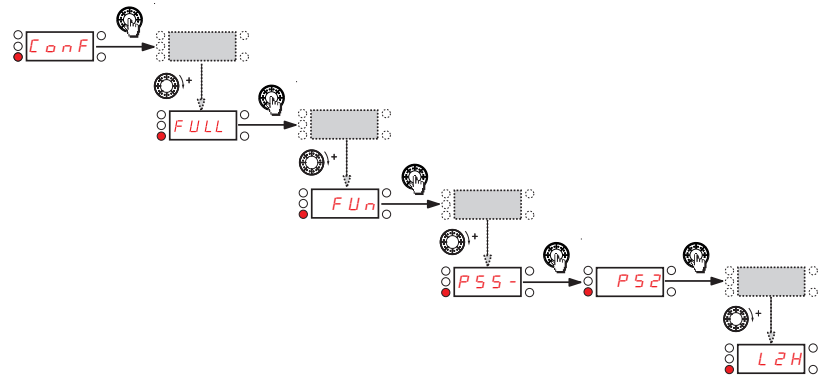 ConF
+
FULL
+
FUn
+
PSS-
PS2
+
L2H